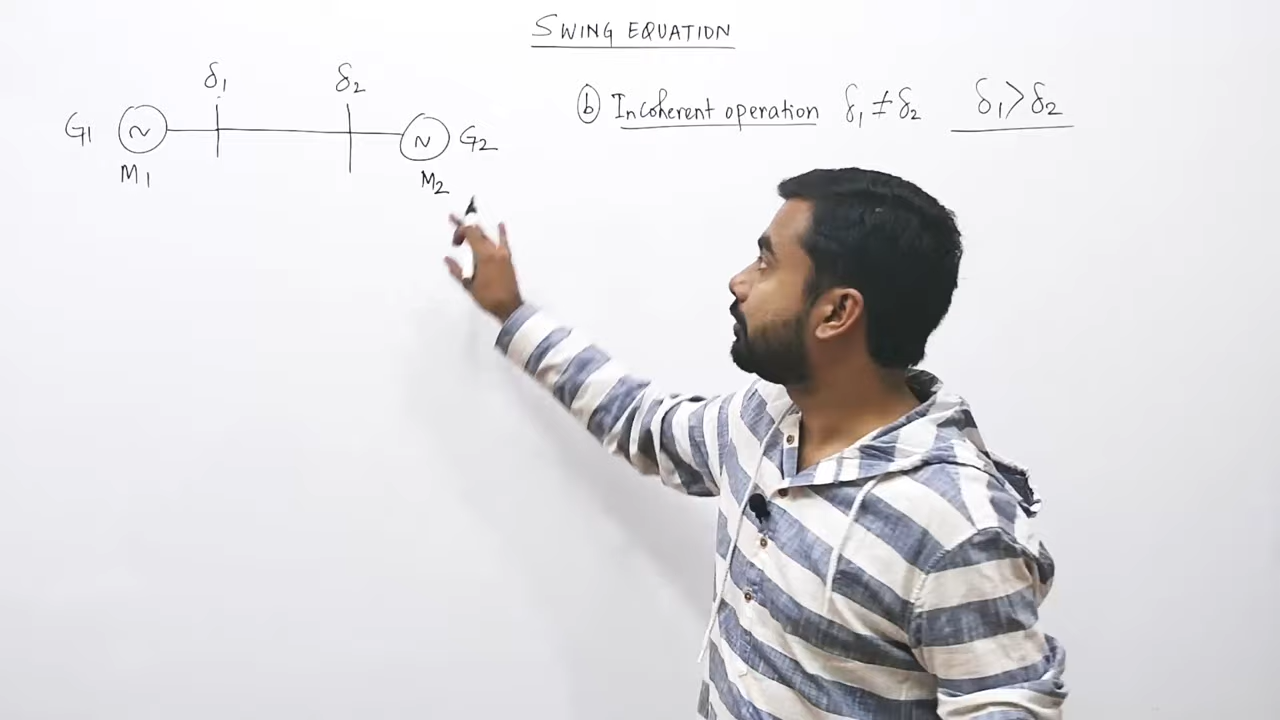 SWING EQUATION
δ1 δ2
G1 ~ ~ G2
M1 M2
ⓑ Incoherent operation δ1 ≠ δ2 δ1 > δ2